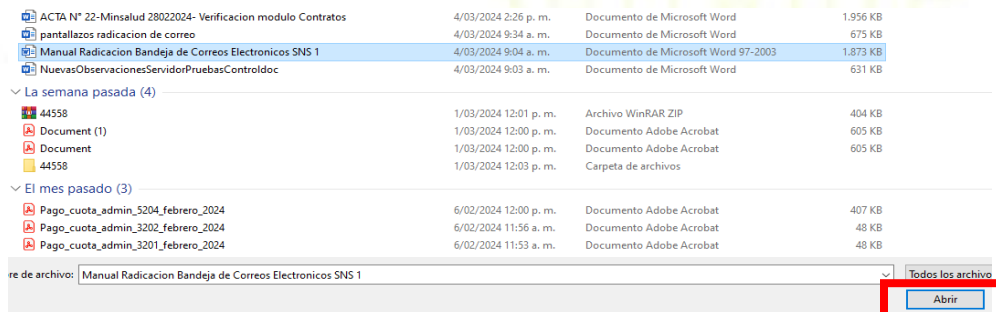 ACTA N° 22-Minsalud 28022024- Verificacion modulo Contratos 4/03/2024 2:26 p. m. Documento de Microsoft Word 1.956 KB
pantallazos radicacion de correo 4/03/2024 9:34 a. m. Documento de Microsoft Word 675 KB
Manual Radicacion Bandeja de Correos Electronicos SNS 1 4/03/2024 9:04 a. m. Documento de Microsoft Word 97-2003 1.873 KB
NuevasObservacionesServidorPruebasControldoc 4/03/2024 9:03 a. m. Documento de Microsoft Word 631 KB
La semana pasada (4)
44558 1/03/2024 12:01 p. m. Archivo WinRAR ZIP 404 KB
Document (1) 1/03/2024 12:00 p. m. Documento Adobe Acrobat 605 KB
Document 1/03/2024 12:00 p. m. Documento Adobe Acrobat 605 KB
44558 1/03/2024 12:03 p. m. Carpeta de archivos
El mes pasado (3)
Pago_cuota_admin_5204_febrero_2024 6/02/2024 12:00 p. m. Documento Adobe Acrobat 407 KB
Pago_cuota_admin_3202_febrero_2024 6/02/2024 11:56 a. m. Documento Adobe Acrobat 48 KB
Pago_cuota_admin_3201_febrero_2024 6/02/2024 11:53 a. m. Documento Adobe Acrobat 48 KB
re de archivo: Manual Radicacion Bandeja de Correos Electronicos SNS 1 Todos los archivo
Abrir